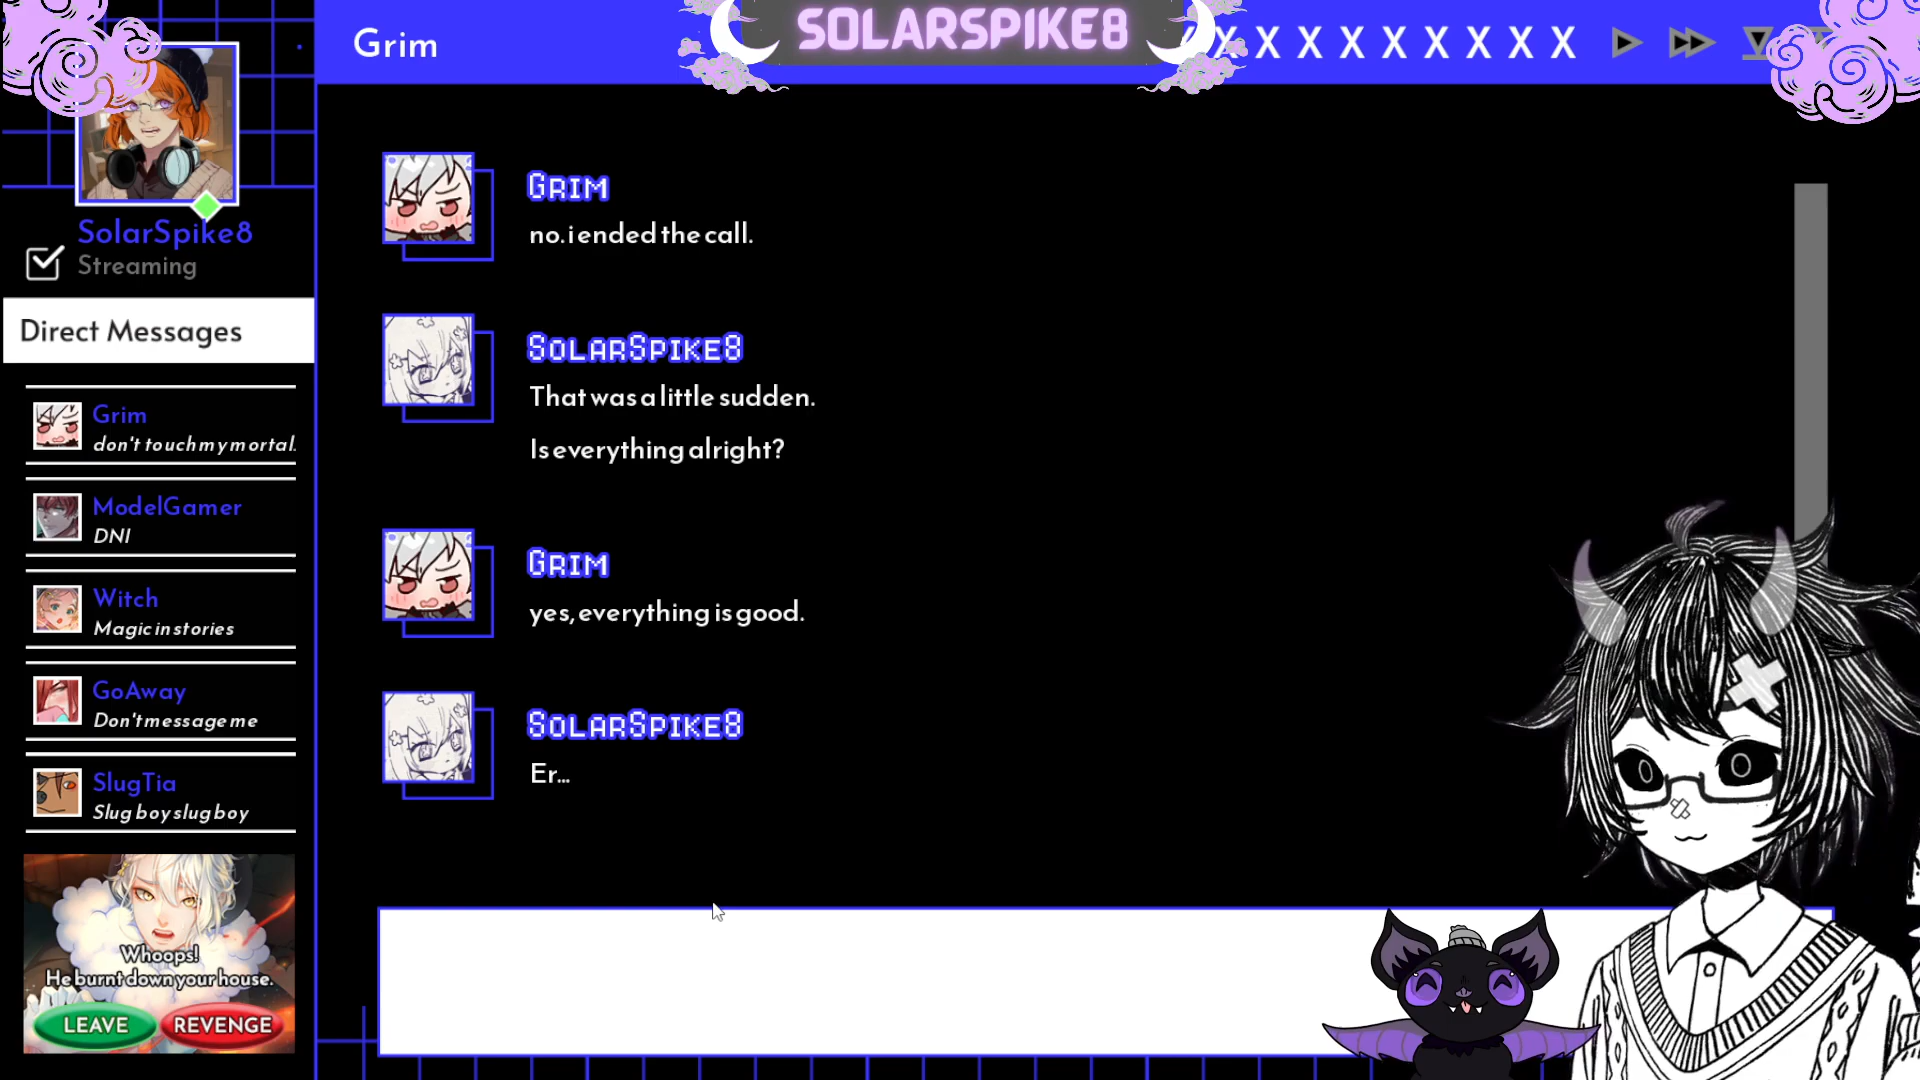 Grim
SOLARSPIKE8
X X X X X X X X X
SolarSpike8
Streaming
Direct Messages
Grim
don't touch my mortal.
ModelGamer
DNI
Witch
Magic in stories
GoAway
Don't message me
SlugTia
Slug boy slug boy
Whoops!
He burnt down your house.
LEAVE
REVENGE
Grim
no. i ended the call.
SolarSpike8
That was a little sudden.
Is everything alright?
Grim
yes, everything is good.
SolarSpike8
Er...